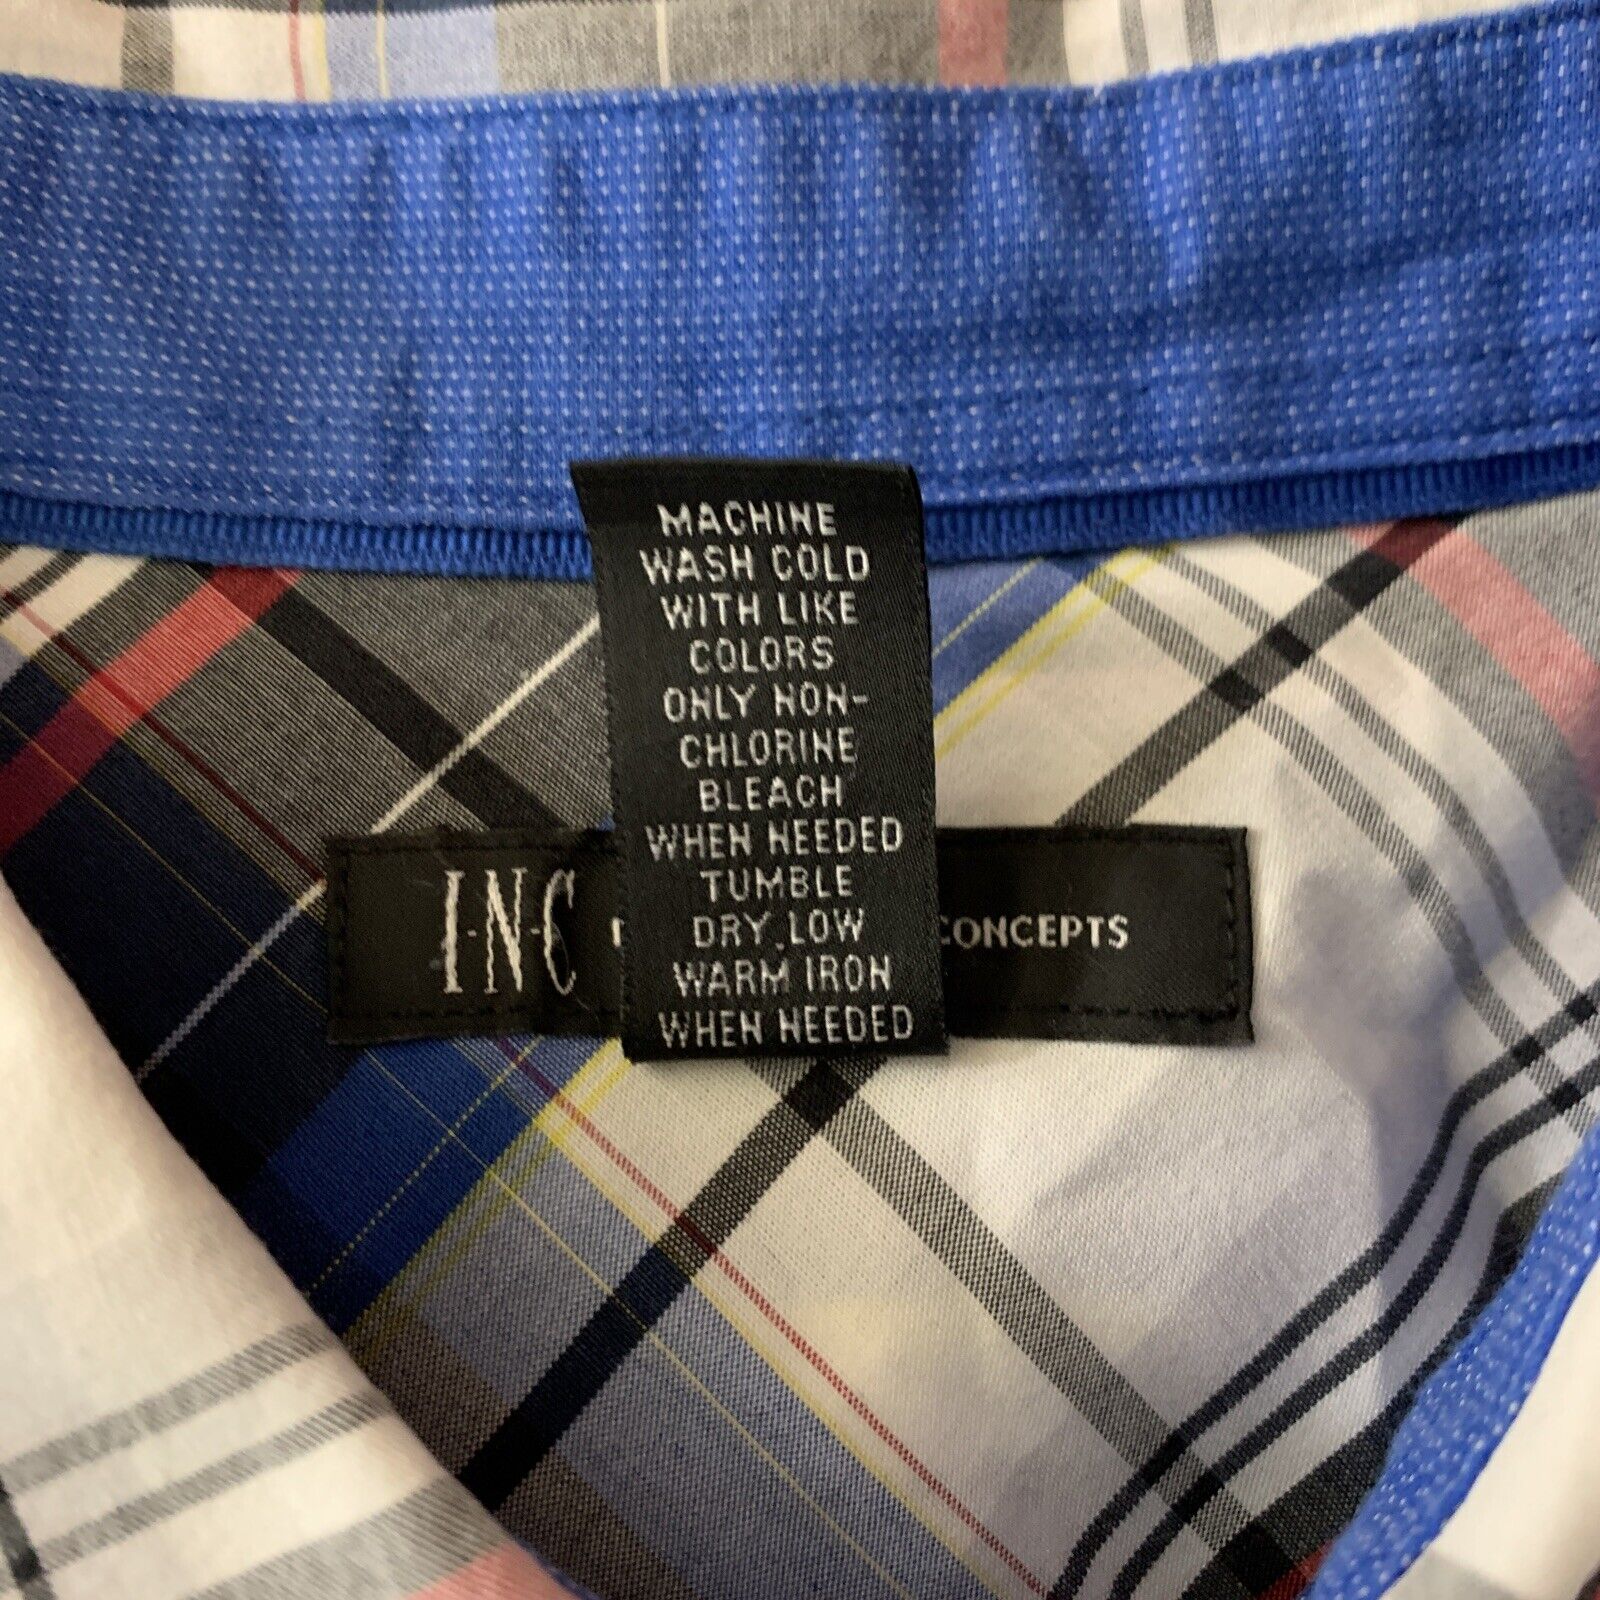 MACHINE
WASH COLD
WITH LIKE
COLORS
ONLY NON-
CHLORINE
BLEACH
WHEN NEEDED
TUMBLE
DRY, LOW
WARM IRON
WHEN NEEDED
I·N·C CONCEPTS